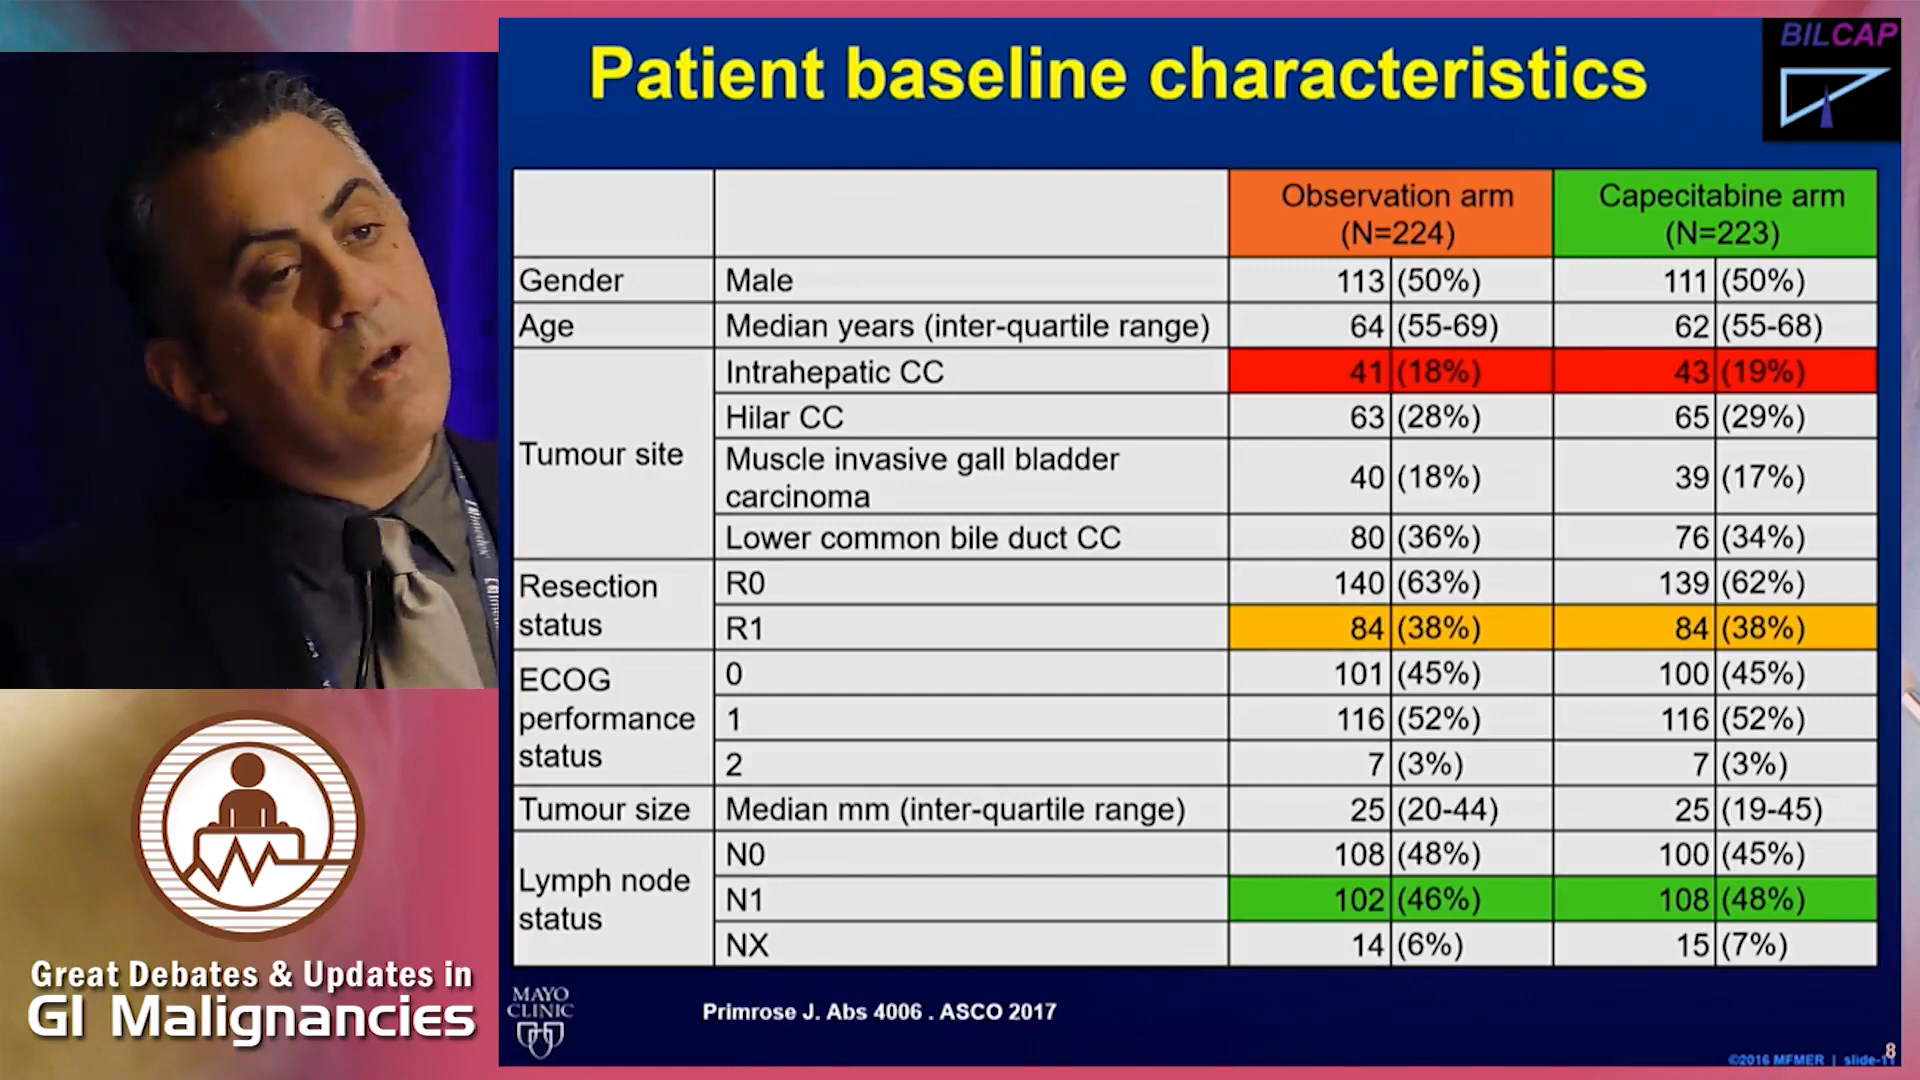 BILCAP
Patient baseline characteristics
Observation arm (N=224) Capecitabine arm (N=223)
Gender Male 113 (50%) 111 (50%)
Age Median years (inter-quartile range) 64 (55-69) 62 (55-68)
Tumour site Intrahepatic CC 41 (18%) 43 (19%)
Hilar CC 63 (28%) 65 (29%)
Muscle invasive gall bladder carcinoma 40 (18%) 39 (17%)
Lower common bile duct CC 80 (36%) 76 (34%)
Resection status R0 140 (63%) 139 (62%)
R1 84 (38%) 84 (38%)
ECOG performance status 0 101 (45%) 100 (45%)
1 116 (52%) 116 (52%)
2 7 (3%) 7 (3%)
Tumour size Median mm (inter-quartile range) 25 (20-44) 25 (19-45)
Lymph node status N0 108 (48%) 100 (45%)
N1 102 (46%) 108 (48%)
NX 14 (6%) 15 (7%)
MAYO
CLINIC
Primrose J. Abs 4006 . ASCO 2017
8
©2016 MFMER | slide-
Great Debates & Updates in
GI Malignancies